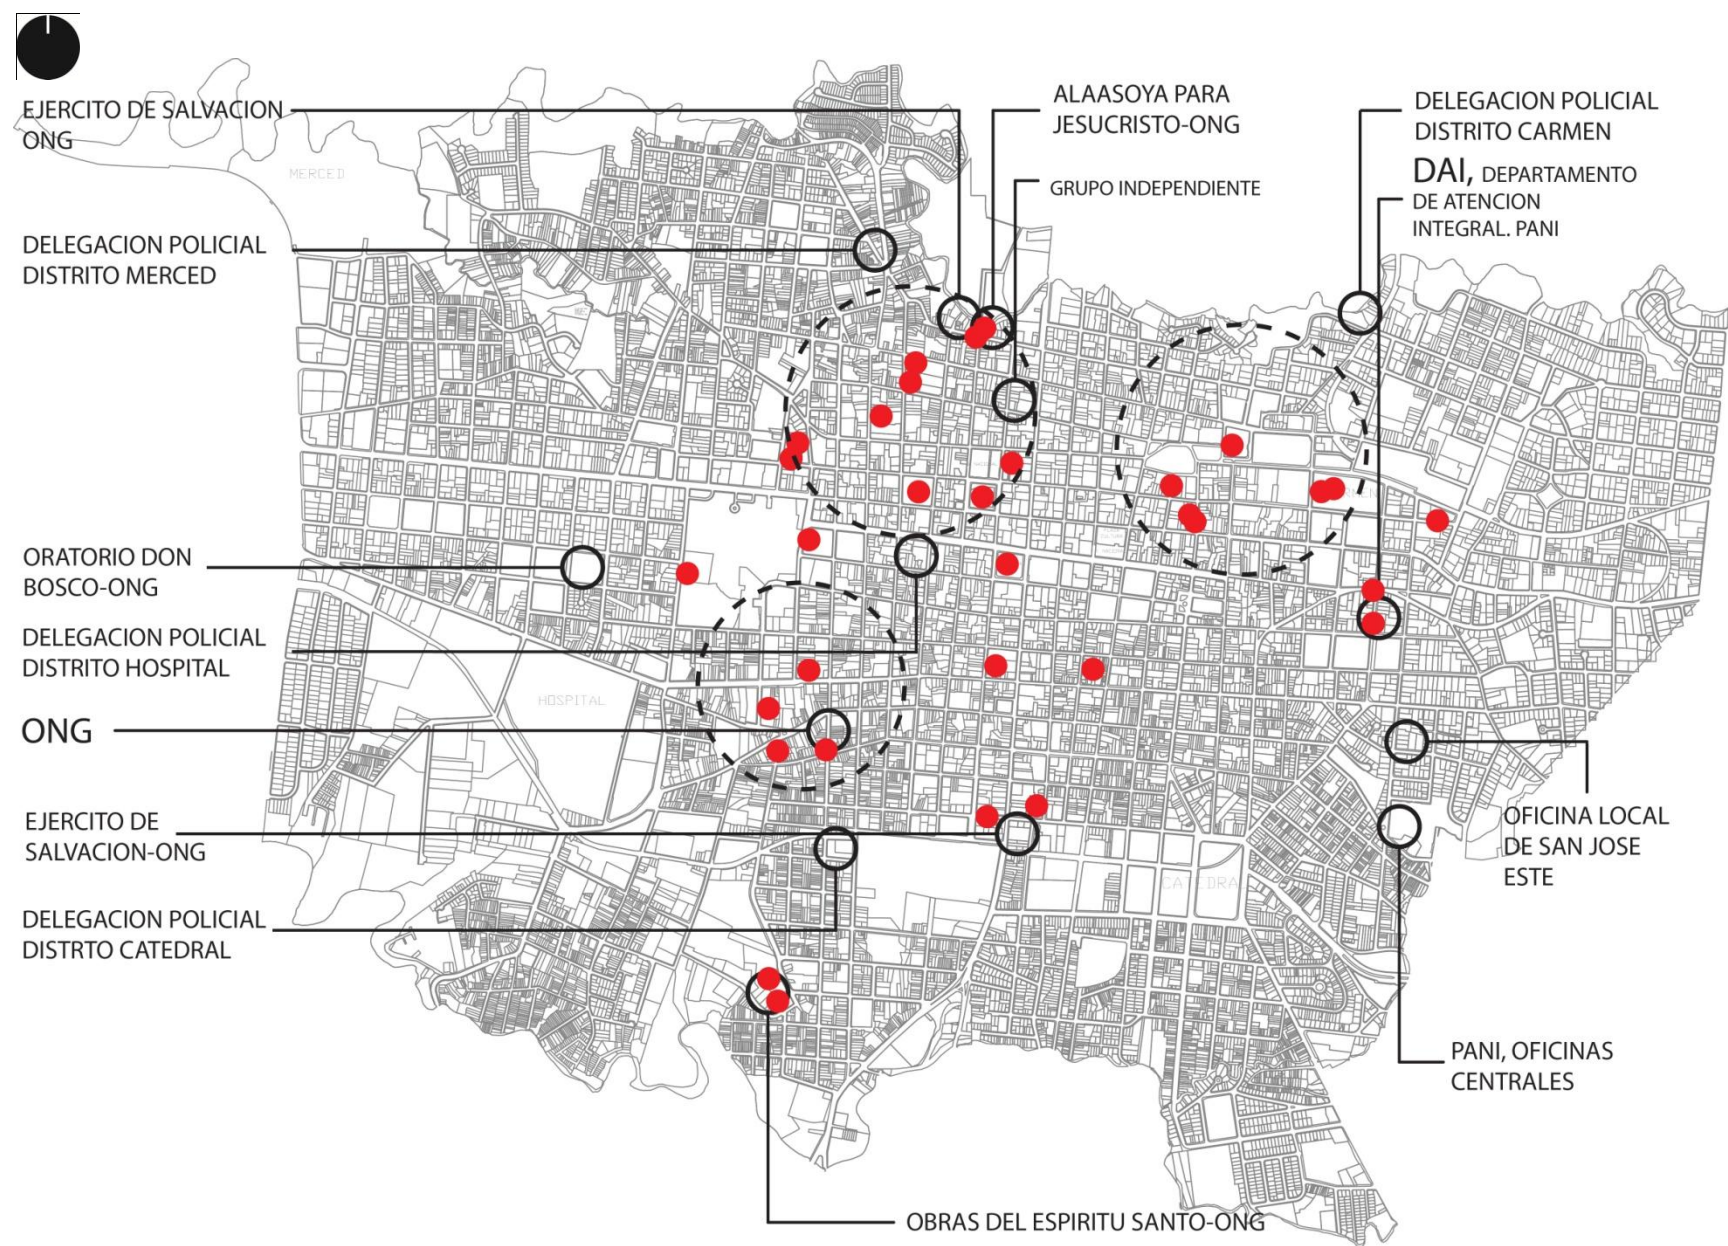 EJERCITO DE SALVACION
ONG
ALAASOYA PARA
JESUCRISTO-ONG
DELEGACION POLICIAL
DISTRITO CARMEN
GRUPO INDEPENDIENTE
DAI, DEPARTAMENTO
DE ATENCION
INTEGRAL. PANI
MERCED
DELEGACION POLICIAL
DISTRITO MERCED
ORATORIO DON
BOSCO-ONG
DELEGACION POLICIAL
DISTRITO HOSPITAL
HOSPITAL
ONG
EJERCITO DE
SALVACION-ONG
OFICINA LOCAL
DE SAN JOSE
ESTE
CATEDRAL
DELEGACION POLICIAL
DISTRTO CATEDRAL
PANI, OFICINAS
CENTRALES
OBRAS DEL ESPIRITU SANTO-ONG